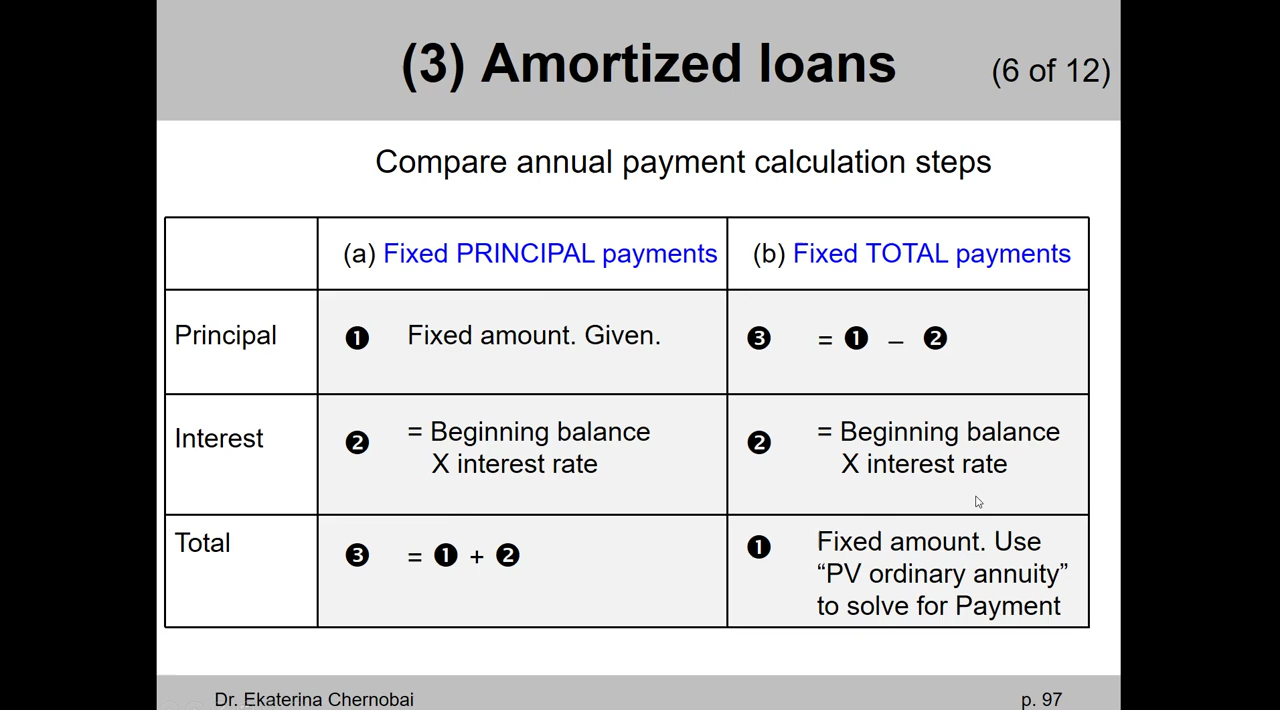 (3) Amortized loans
(6 of 12)
Compare annual payment calculation steps
(a) Fixed PRINCIPAL payments
(b) Fixed TOTAL payments
Principal
❶ Fixed amount. Given.
❸ = ❶ – ❷
Interest
❷ = Beginning balance
X interest rate
❷ = Beginning balance
X interest rate
Total
❸ = ❶ + ❷
❶ Fixed amount. Use
“PV ordinary annuity”
to solve for Payment
Dr. Ekaterina Chernobai
p. 97